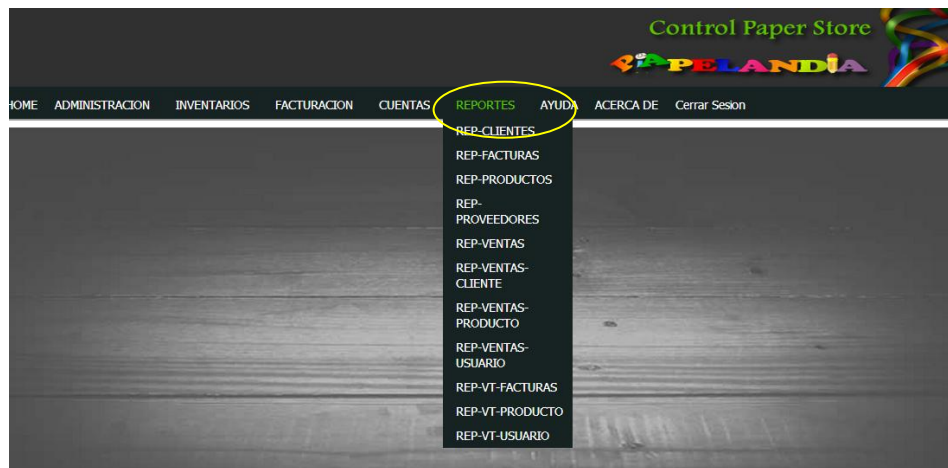 Control Paper Store
PAPELANDIA
HOME ADMINISTRACION INVENTARIOS FACTURACION CUENTAS REPORTES AYUDA ACERCA DE Cerrar Sesion
REP-CLIENTES
REP-FACTURAS
REP-PRODUCTOS
REP-
PROVEEDORES
REP-VENTAS
REP-VENTAS-
CLIENTE
REP-VENTAS-
PRODUCTO
REP-VENTAS-
USUARIO
REP-VT-FACTURAS
REP-VT-PRODUCTO
REP-VT-USUARIO